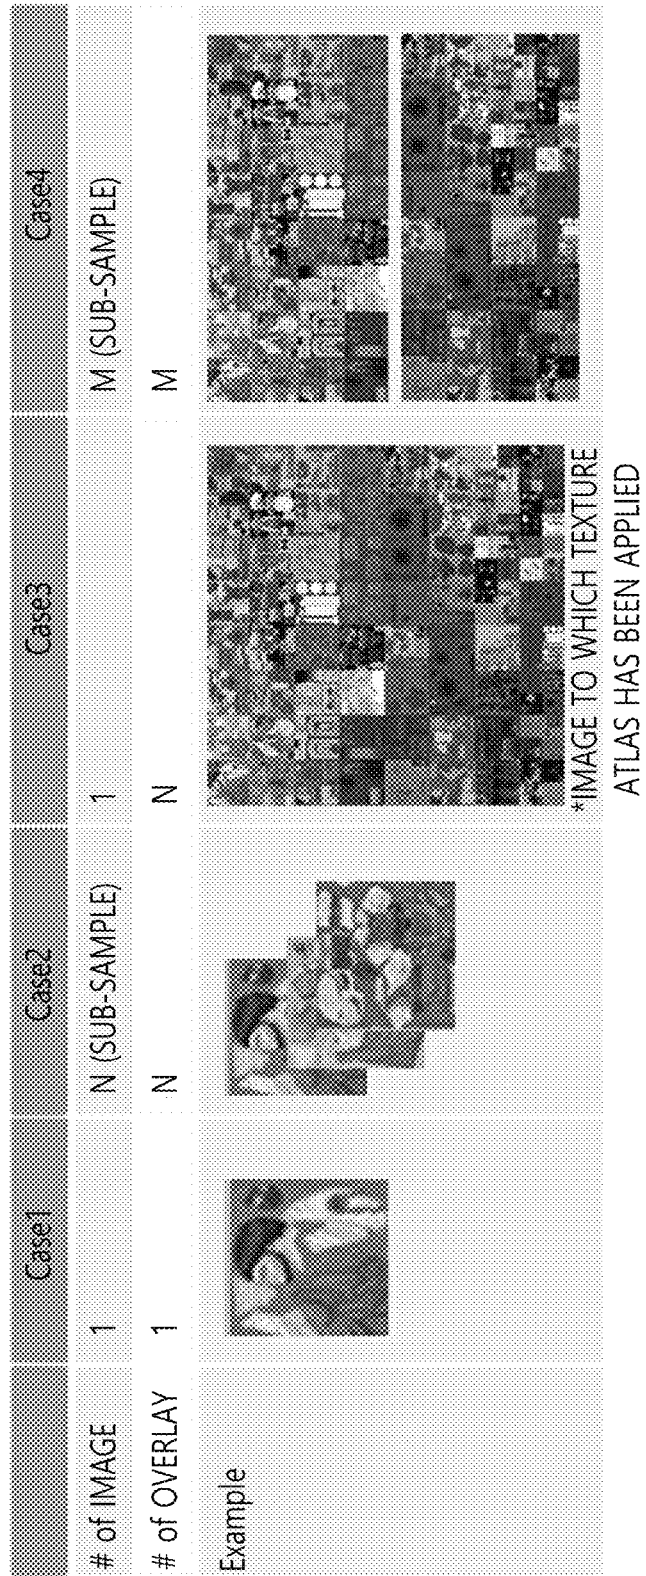 Case1 Case2 Case3 Case4
# of IMAGE 1 N (SUB-SAMPLE) 1 M (SUB-SAMPLE)
# of OVERLAY 1 N N M
Example
*IMAGE TO WHICH TEXTURE
ATLAS HAS BEEN APPLIED